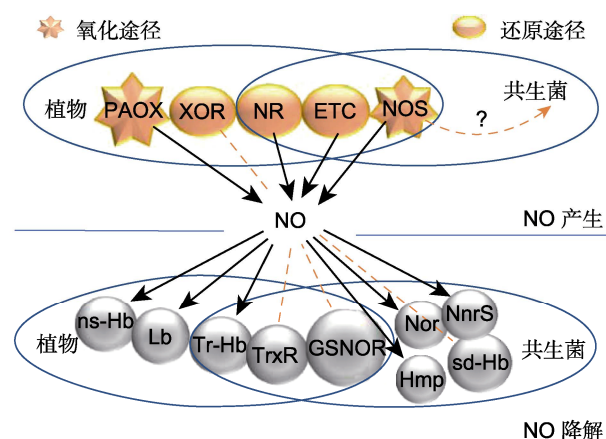 氧化途径
还原途径
植物
PAOX
XOR
NR
ETC
NOS
共生菌
?
NO
NO 产生
植物
ns-Hb
Lb
Tr-Hb
TrxR
GSNOR
Nor
NnrS
Hmp
sd-Hb
共生菌
NO 降解